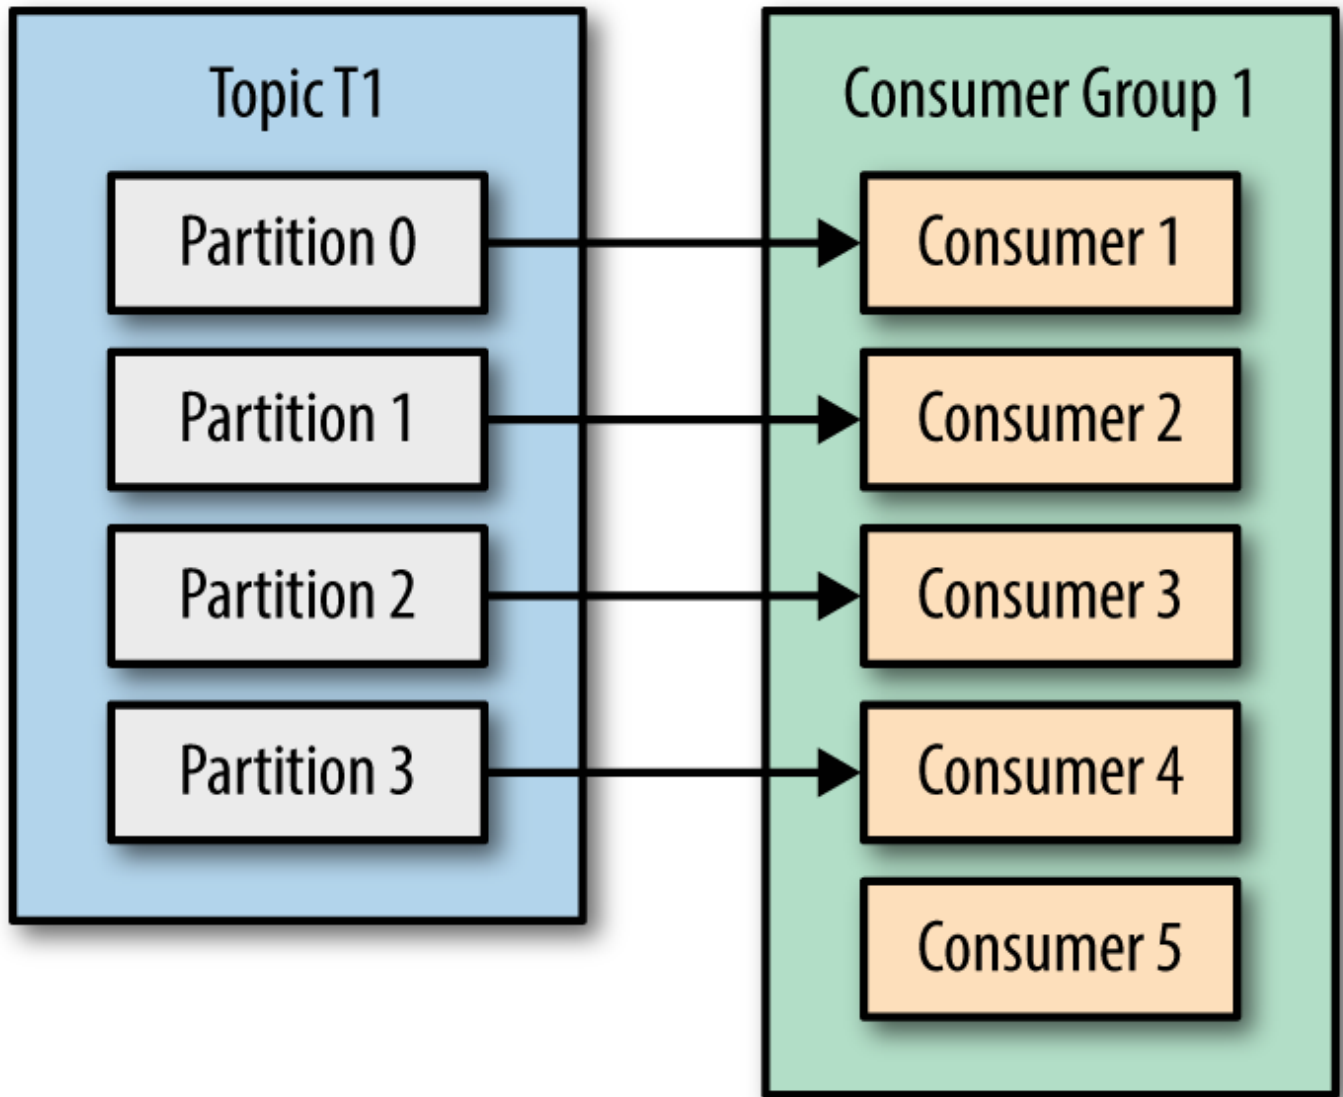 Topic T1
Partition 0
Partition 1
Partition 2
Partition 3
Consumer Group 1
Consumer 1
Consumer 2
Consumer 3
Consumer 4
Consumer 5